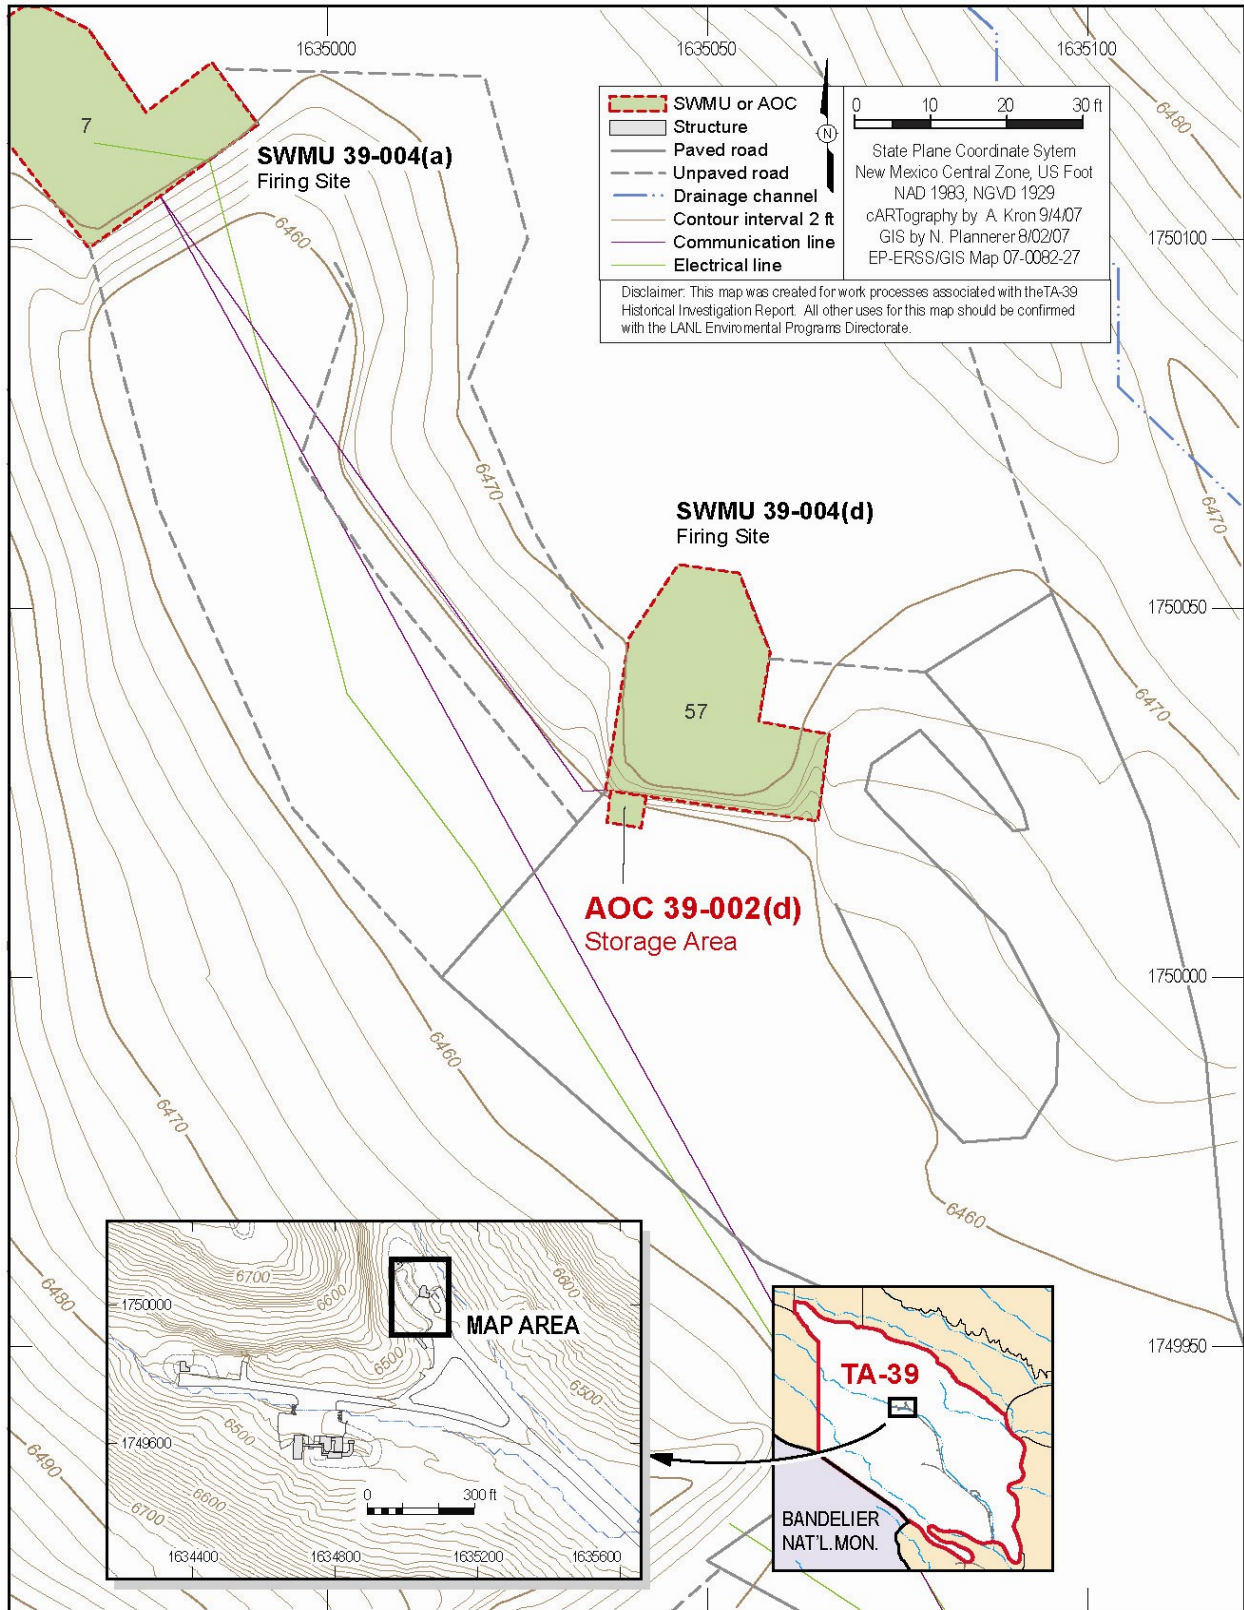 1635000
1635050
1635100
6480
7
SWMU 39-004(a)
Firing Site
6460
SWMU or AOC
Structure
Paved road
Unpaved road
Drainage channel
Contour interval 2 ft
Communication line
Electrical line
N
0 10 20 30 ft
State Plane Coordinate Sytem
New Mexico Central Zone, US Foot
NAD 1983, NGVD 1929
cARTography by A. Kron 9/4/07
GIS by N. Plannerer 8/02/07
EP-ERSS/GIS Map 07-0082-27
Disclaimer: This map was created for work processes associated with theTA-39
Historical Investigation Report. All other uses for this map should be confirmed
with the LANL Enviromental Programs Directorate.
1750100
6470
6470
SWMU 39-004(d)
Firing Site
1750050
57
6470
AOC 39-002(d)
Storage Area
1750000
6460
6470
6460
6480
6490
1749950
6700
6600
6600
1750000
MAP AREA
6500
6500
6500
1749600
6600
6700
0 300 ft
1634400
1634800
1635200
1635600
TA-39
BANDELIER
NAT'L.MON.